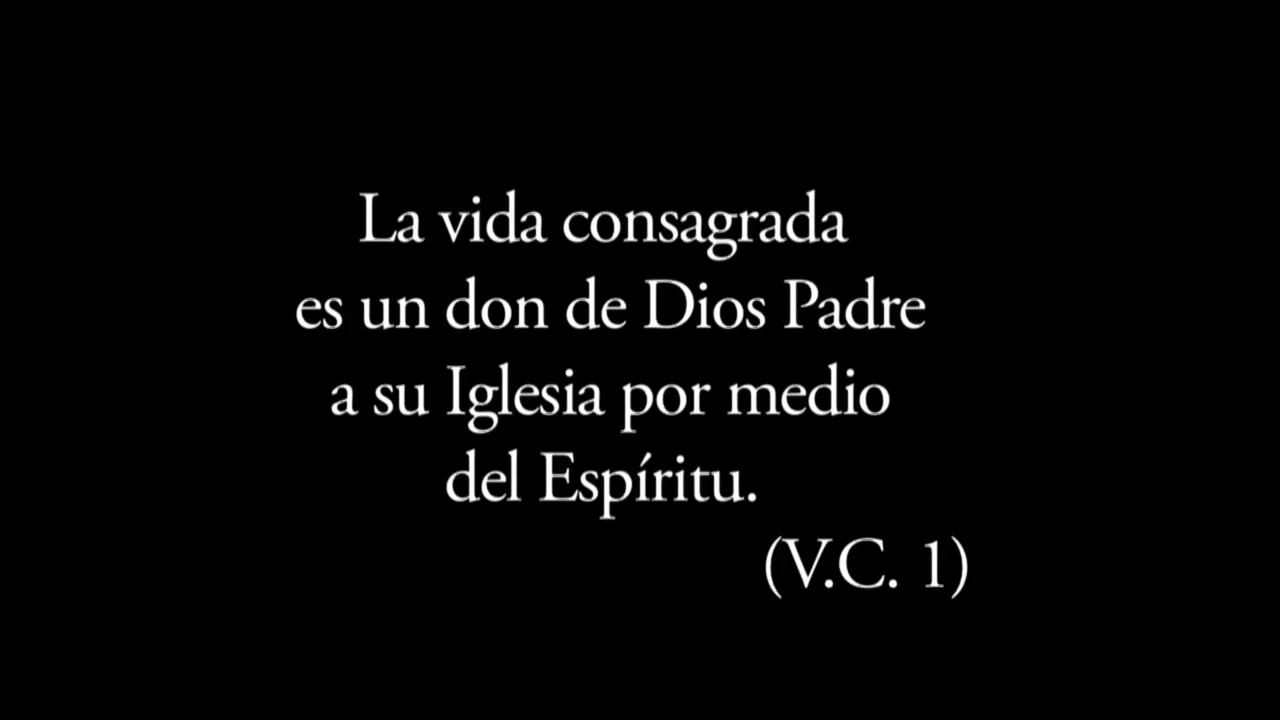 La vida consagrada
es un don de Dios Padre
a su Iglesia por medio
del Espíritu.
(V.C. 1)